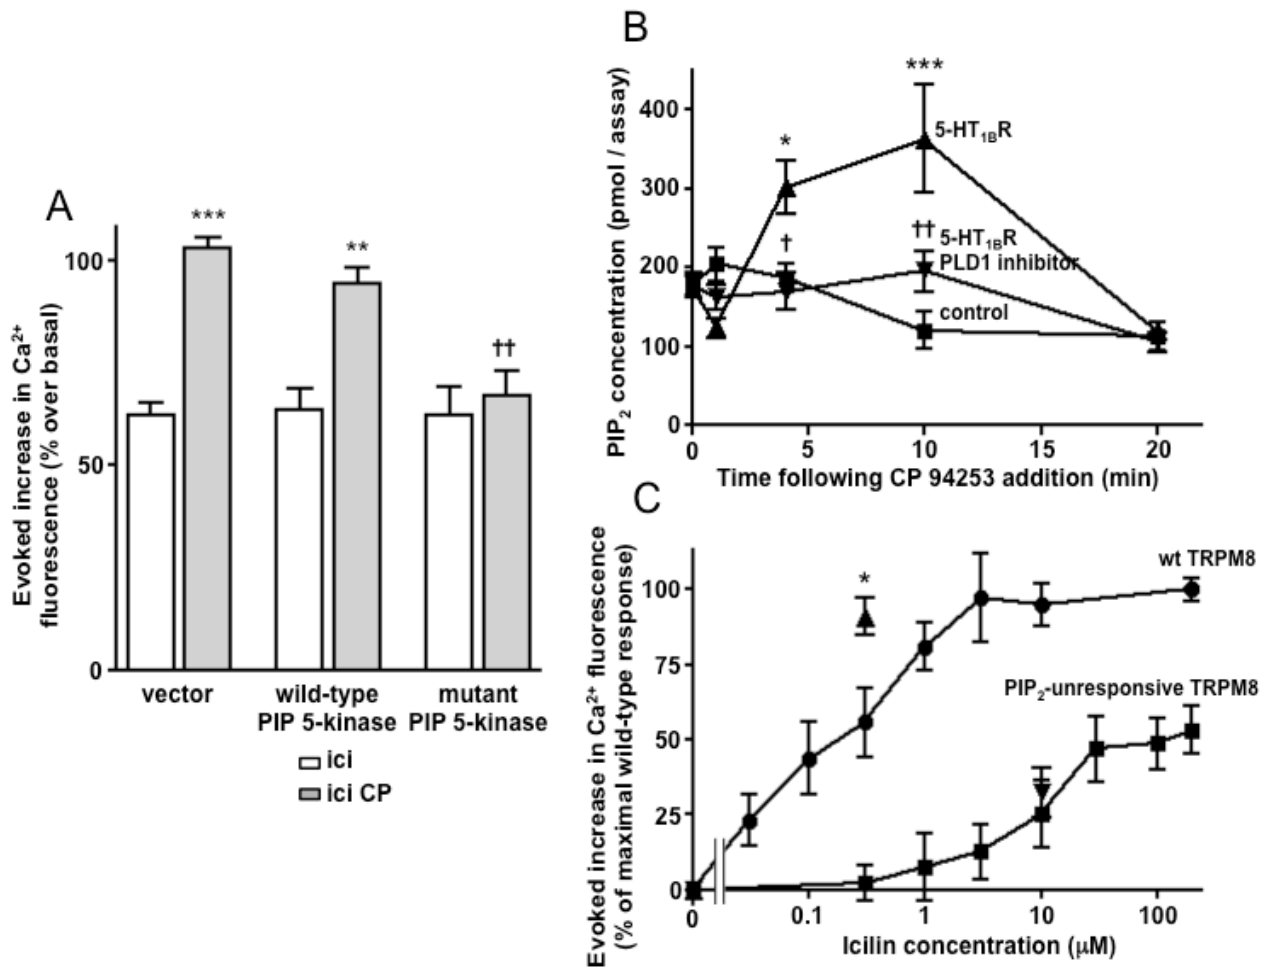 A
Evoked increase in Ca²⁺
fluorescence (% over basal)
100
50
0
***
**
††
vector
wild-type
PIP 5-kinase
mutant
PIP 5-kinase
ici
ici CP
B
PIP₂ concentration (pmol / assay)
400
300
200
100
0
*
***
†
††
5-HT₁BR
5-HT₁BR
PLD1 inhibitor
control
0
5
10
15
20
Time following CP 94253 addition (min)
C
Evoked increase in Ca²⁺ fluorescence
(% of maximal wild-type response)
100
75
50
25
0
*
wt TRPM8
PIP₂-unresponsive TRPM8
0
0.1
1
10
100
Icilin concentration (μM)